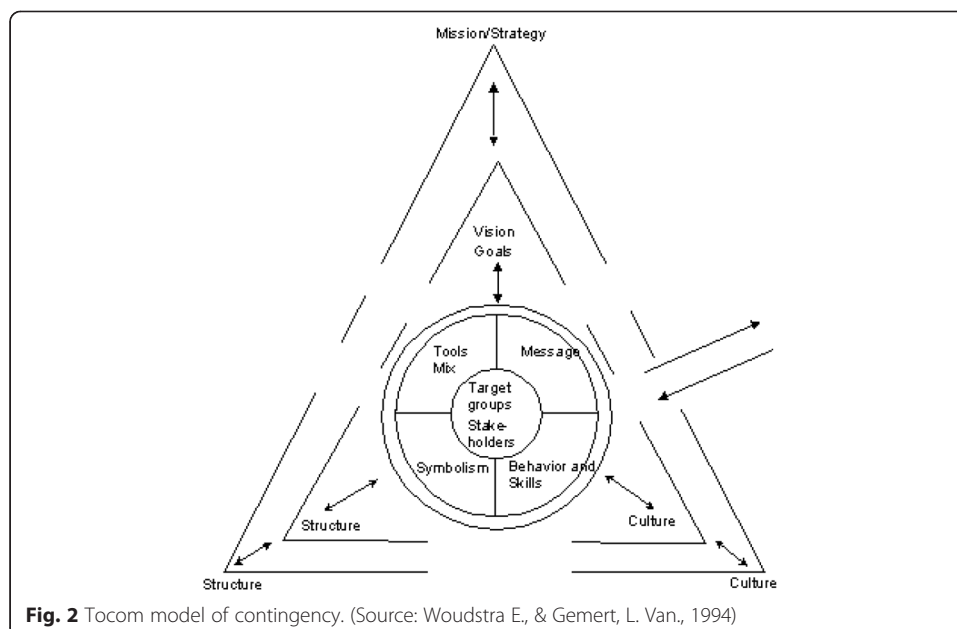 Mission/Strategy
Vision
Goals
Tools
Mix
Message
Target
groups
Stake-
holders
Symbolism
Behavior and
Skills
Structure
Culture
Structure
Culture
Fig. 2 Tocom model of contingency. (Source: Woudstra E., & Gemert, L. Van., 1994)